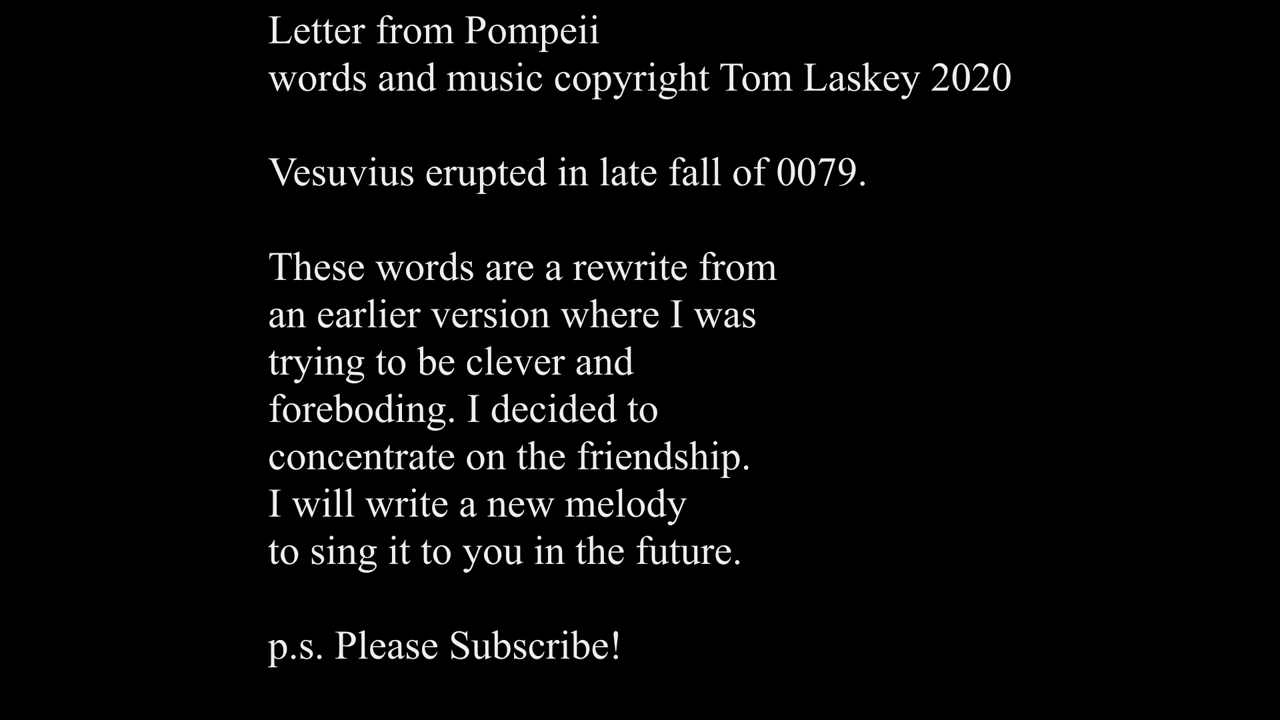 Letter from Pompeii
words and music copyright Tom Laskey 2020
Vesuvius erupted in late fall of 0079.
These words are a rewrite from
an earlier version where I was
trying to be clever and
foreboding. I decided to
concentrate on the friendship.
I will write a new melody
to sing it to you in the future.
p.s. Please Subscribe!